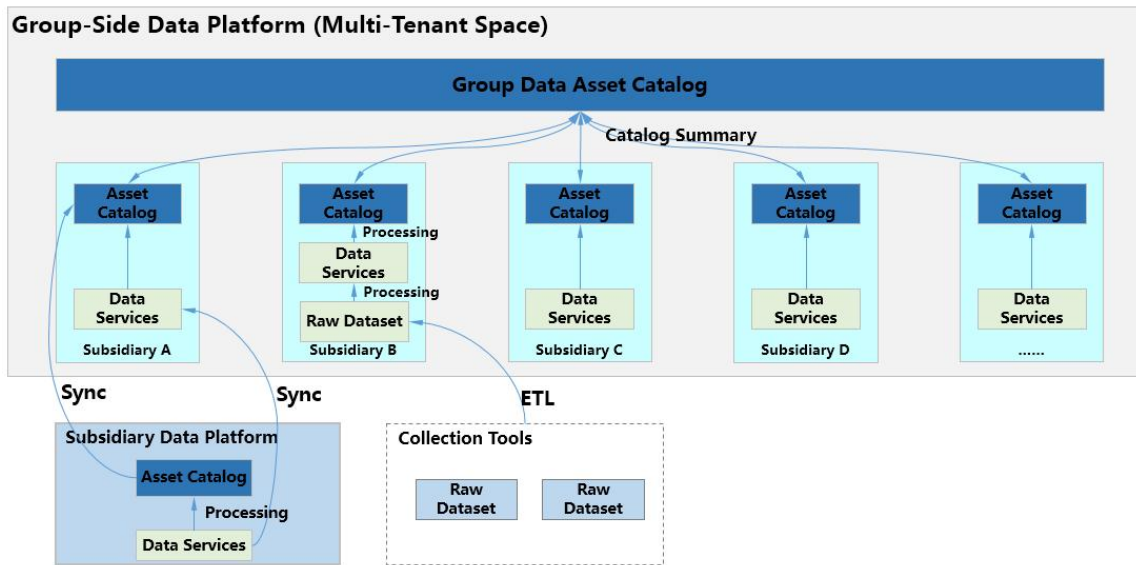 Group-Side Data Platform (Multi-Tenant Space)
Group Data Asset Catalog
Catalog Summary
Asset
Catalog
Data
Services
Subsidiary A
Asset
Catalog
Processing
Data
Services
Processing
Raw Dataset
Subsidiary B
Asset
Catalog
Data
Services
Subsidiary C
Asset
Catalog
Data
Services
Subsidiary D
Asset
Catalog
Data
Services
......
Sync
Sync
ETL
Subsidiary Data Platform
Asset Catalog
Processing
Data Services
Collection Tools
Raw
Dataset
Raw
Dataset